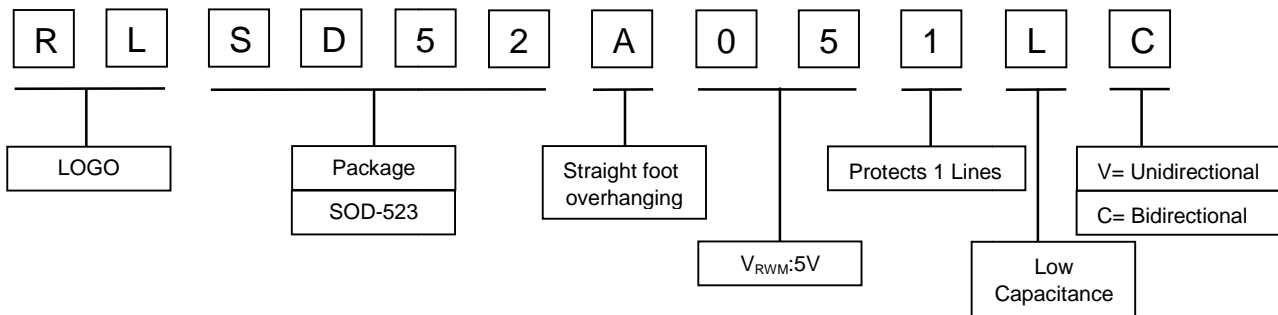 R L S D 5 2 A 0 5 1 L C
LOGO
Package
SOD-523
Straight foot
overhanging
VRWM:5V
Protects 1 Lines
Low
Capacitance
V= Unidirectional
C= Bidirectional